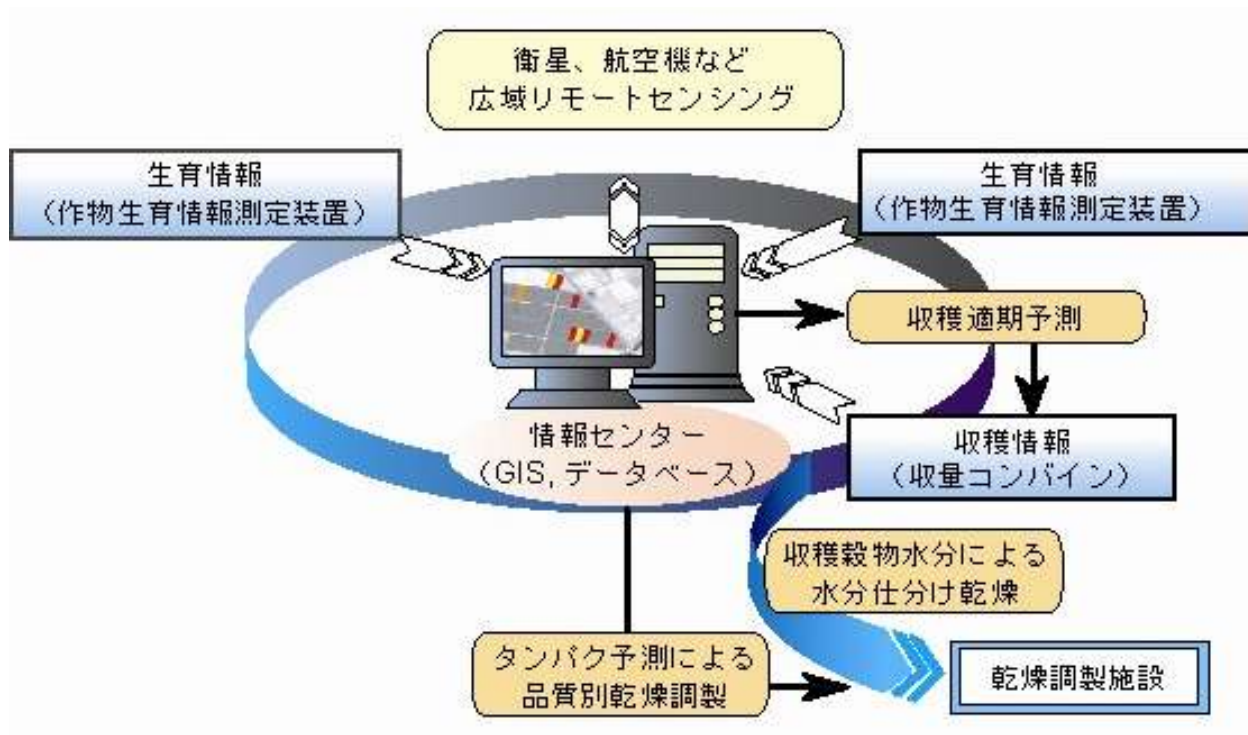 衛星、航空機など
広域リモートセンシング
生育情報
（作物生育情報測定装置）
生育情報
（作物生育情報測定装置）
収穫適期予測
情報センター
（GIS, データベース）
収穫情報
（収量コンバイン）
収穫穀物水分による
水分仕分け乾燥
タンパク予測による
品質別乾燥調製
乾燥調製施設